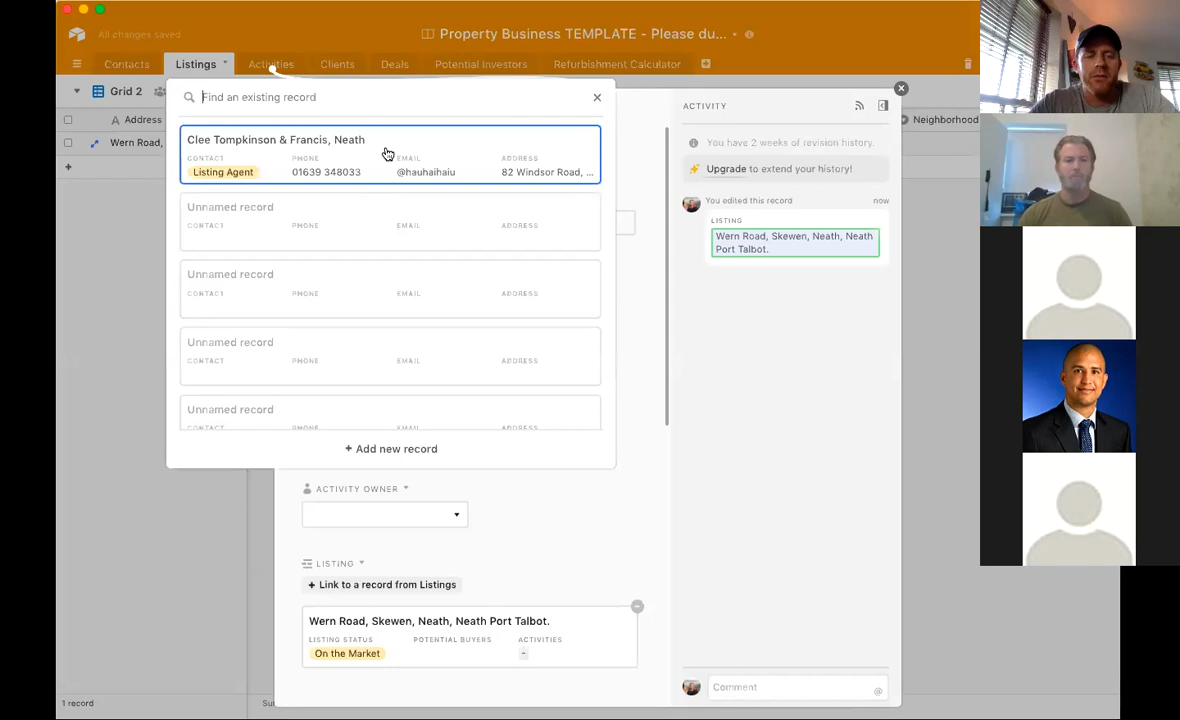 All changes saved
Property Business TEMPLATE - Please du...
Contacts
Listings
Activities
Clients
Deals
Potential Investors
Refurbishment Calculator
Grid 2
Address
Neighborhood
Wern Road,
+
Find an existing record
Clee Tompkinson & Francis, Neath
CONTACT PHONE EMAIL ADDRESS
Listing Agent 01639 348033 @hauhaihaiu 82 Windsor Road, ...
Unnamed record
CONTACT PHONE EMAIL ADDRESS
Unnamed record
CONTACT PHONE EMAIL ADDRESS
Unnamed record
CONTACT PHONE EMAIL ADDRESS
Unnamed record
CONTACT PHONE EMAIL ADDRESS
+ Add new record
ACTIVITY OWNER
LISTING
+ Link to a record from Listings
Wern Road, Skewen, Neath, Neath Port Talbot.
LISTING STATUS POTENTIAL BUYERS ACTIVITIES
On the Market -
ACTIVITY
You have 2 weeks of revision history.
Upgrade to extend your history!
You edited this record now
LISTING
Wern Road, Skewen, Neath, Neath
Port Talbot.
Comment @
1 record